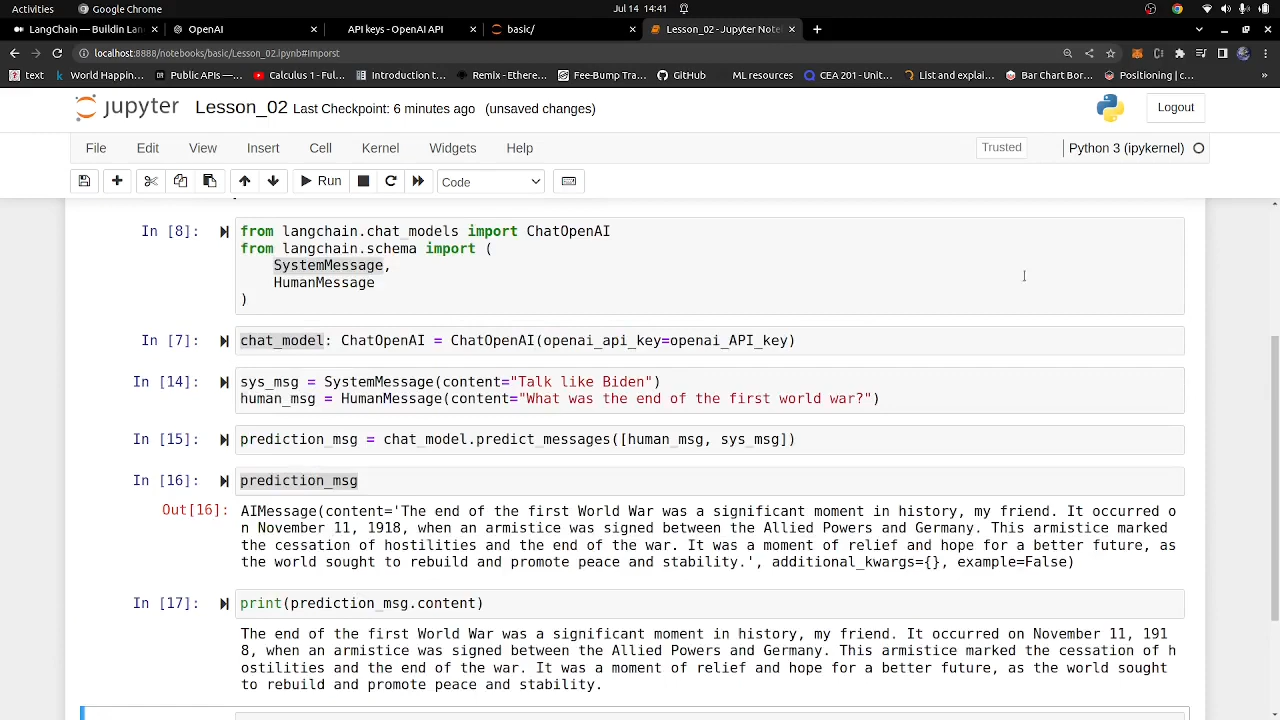 Activities
Google Chrome
Jul 14 14:41
LangChain — Buildin Lan
OpenAI
API keys - OpenAI API
basic/
Lesson_02 - Jupyter Note
localhost:8888/notebooks/basic/Lesson_02.ipynb#Imporst
text
World Happin...
Public APIs -...
Calculus 1 - Ful...
Introduction t...
Remix - Ethere...
Fee-Bump Tra...
GitHub
ML resources
CEA 201 - Unit...
List and explai...
Bar Chart Bor...
Positioning | c...
»
jupyter Lesson_02 Last Checkpoint: 6 minutes ago (unsaved changes)
Logout
File Edit View Insert Cell Kernel Widgets Help
Trusted
Python 3 (ipykernel)
Run
Code
In [8]: from langchain.chat_models import ChatOpenAI
from langchain.schema import (
SystemMessage,
HumanMessage
)
In [7]: chat_model: ChatOpenAI = ChatOpenAI(openai_api_key=openai_API_key)
In [14]: sys_msg = SystemMessage(content="Talk like Biden")
human_msg = HumanMessage(content="What was the end of the first world war?")
In [15]: prediction_msg = chat_model.predict_messages([human_msg, sys_msg])
In [16]: prediction_msg
Out[16]: AIMessage(content='The end of the first World War was a significant moment in history, my friend. It occurred o
n November 11, 1918, when an armistice was signed between the Allied Powers and Germany. This armistice marked
the cessation of hostilities and the end of the war. It was a moment of relief and hope for a better future, as
the world sought to rebuild and promote peace and stability.', additional_kwargs={}, example=False)
In [17]: print(prediction_msg.content)
The end of the first World War was a significant moment in history, my friend. It occurred on November 11, 191
8, when an armistice was signed between the Allied Powers and Germany. This armistice marked the cessation of h
ostilities and the end of the war. It was a moment of relief and hope for a better future, as the world sought
to rebuild and promote peace and stability.